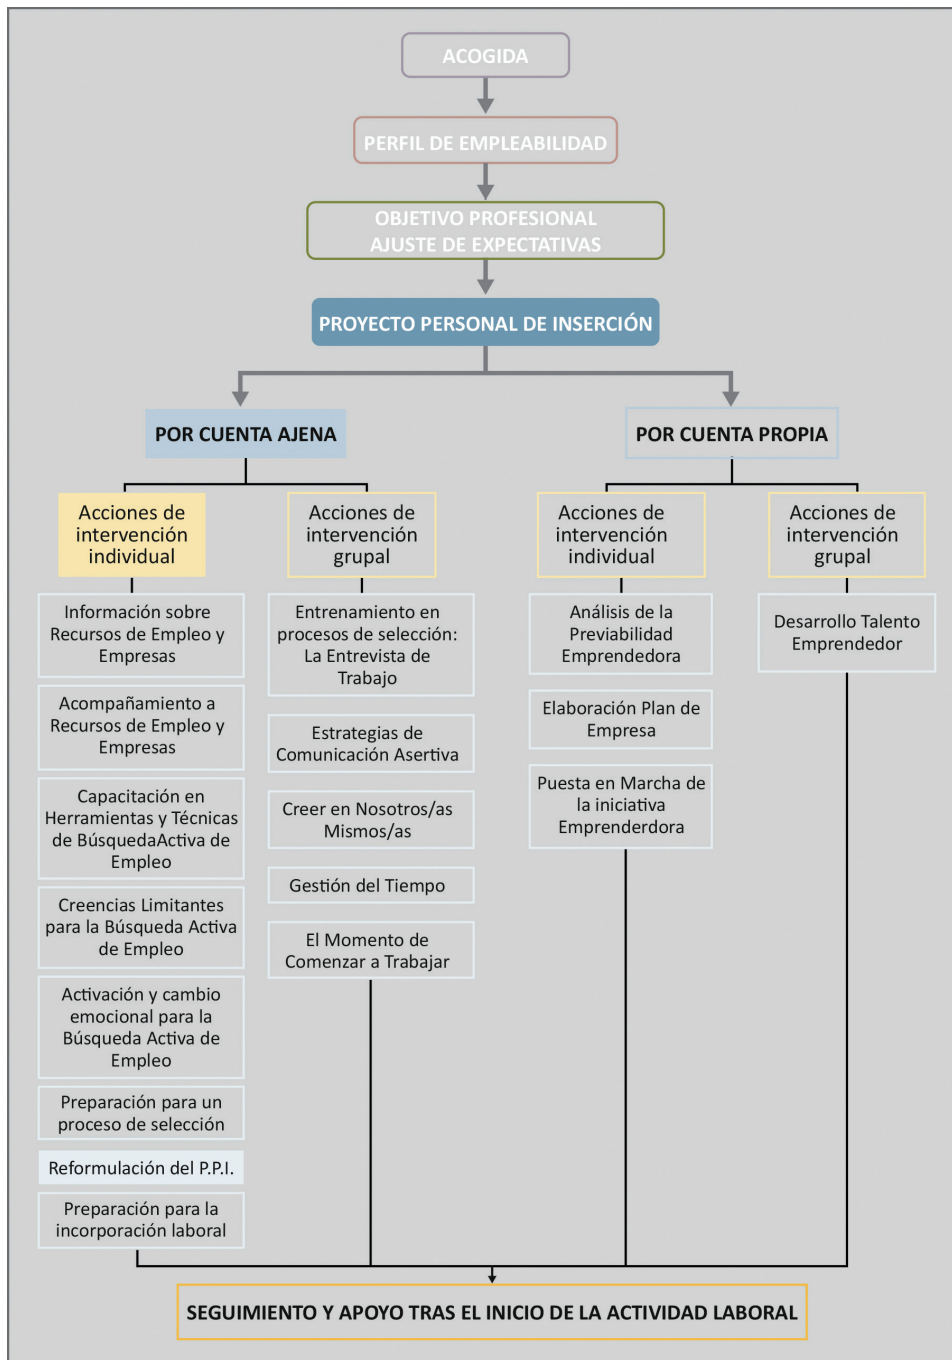 ACOGIDA
PERFIL DE EMPLEABILIDAD
OBJETIVO PROFESIONAL
AJUSTE DE EXPECTATIVAS
PROYECTO PERSONAL DE INSERCIÓN
POR CUENTA AJENA
Acciones de
intervención
individual
Información sobre
Recursos de Empleo y
Empresas
Acompañamiento a
Recursos de Empleo y
Empresas
Capacitación en
Herramientas y Técnicas
de BúsquedaActiva de
Empleo
Creencias Limitantes
para la Búsqueda Activa
de Empleo
Activación y cambio
emocional para la
Búsqueda Activa de
Empleo
Preparación para un
proceso de selección
Reformulación del P.P.I.
Preparación para la
incorporación laboral
Acciones de
intervención
grupal
Entrenamiento en
procesos de selección:
La Entrevista de
Trabajo
Estrategias de
Comunicación Asertiva
Creer en Nosotros/as
Mismos/as
Gestión del Tiempo
El Momento de
Comenzar a Trabajar
POR CUENTA PROPIA
Acciones de
intervención
individual
Análisis de la
Previabilidad
Emprendedora
Elaboración Plan de
Empresa
Puesta en Marcha de
la iniciativa
Emprenderdora
Acciones de
intervención
grupal
Desarrollo Talento
Emprendedor
SEGUIMIENTO Y APOYO TRAS EL INICIO DE LA ACTIVIDAD LABORAL